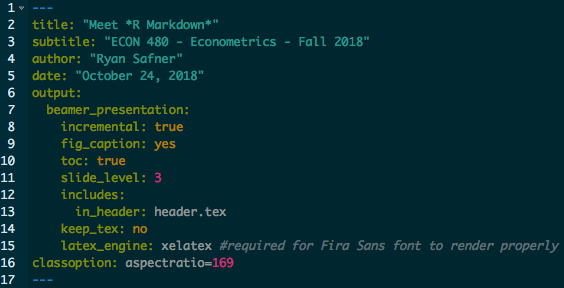 1 ---
2 title: "Meet *R Markdown*"
3 subtitle: "ECON 480 - Econometrics - Fall 2018"
4 author: "Ryan Safner"
5 date: "October 24, 2018"
6 output:
7   beamer_presentation:
8     incremental: true
9     fig_caption: yes
10     toc: true
11     slide_level: 3
12     includes:
13       in_header: header.tex
14     keep_tex: no
15     latex_engine: xelatex #required for Fira Sans font to render properly
16 classoption: aspectratio=169
17 ---